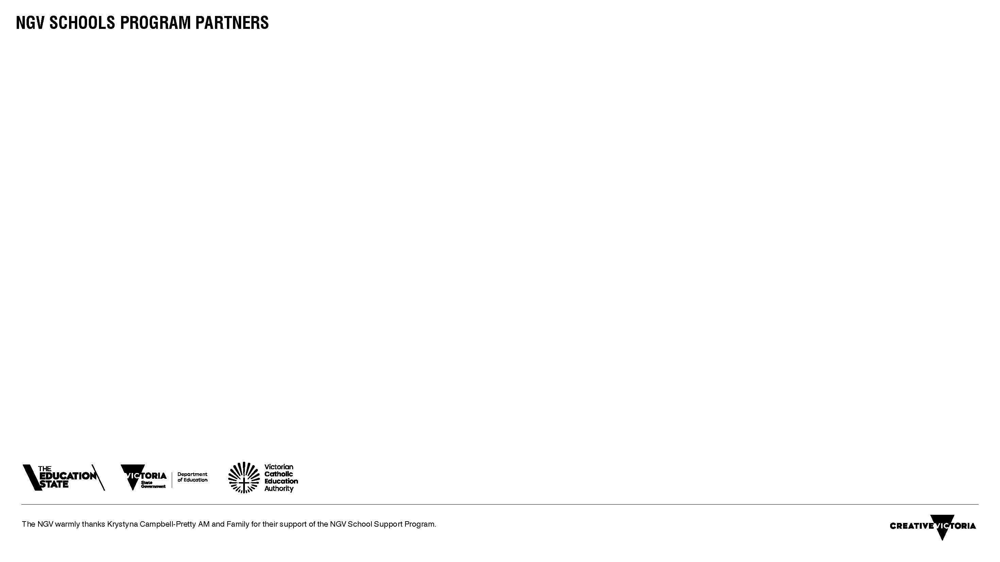 NGV SCHOOLS PROGRAM PARTNERS
THE
EDUCATION
STATE
VICTORIA
State
Government
Department
of Education
Victorian
Catholic
Education
Authority
The NGV warmly thanks Krystyna Campbell-Pretty AM and Family for their support of the NGV School Support Program.
CREATIVE VICTORIA